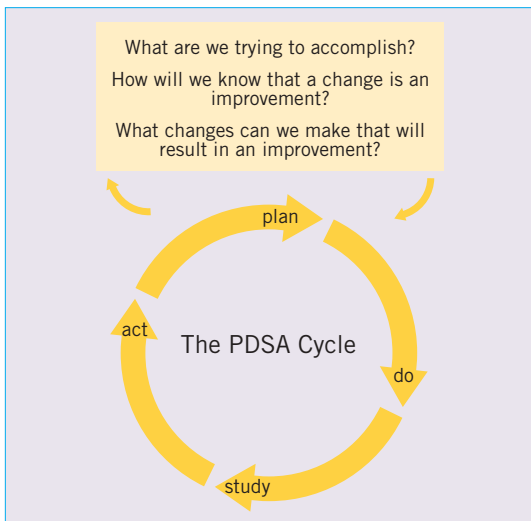 What are we trying to accomplish?
How will we know that a change is an
improvement?
What changes can we make that will
result in an improvement?
plan
act
The PDSA Cycle
do
study